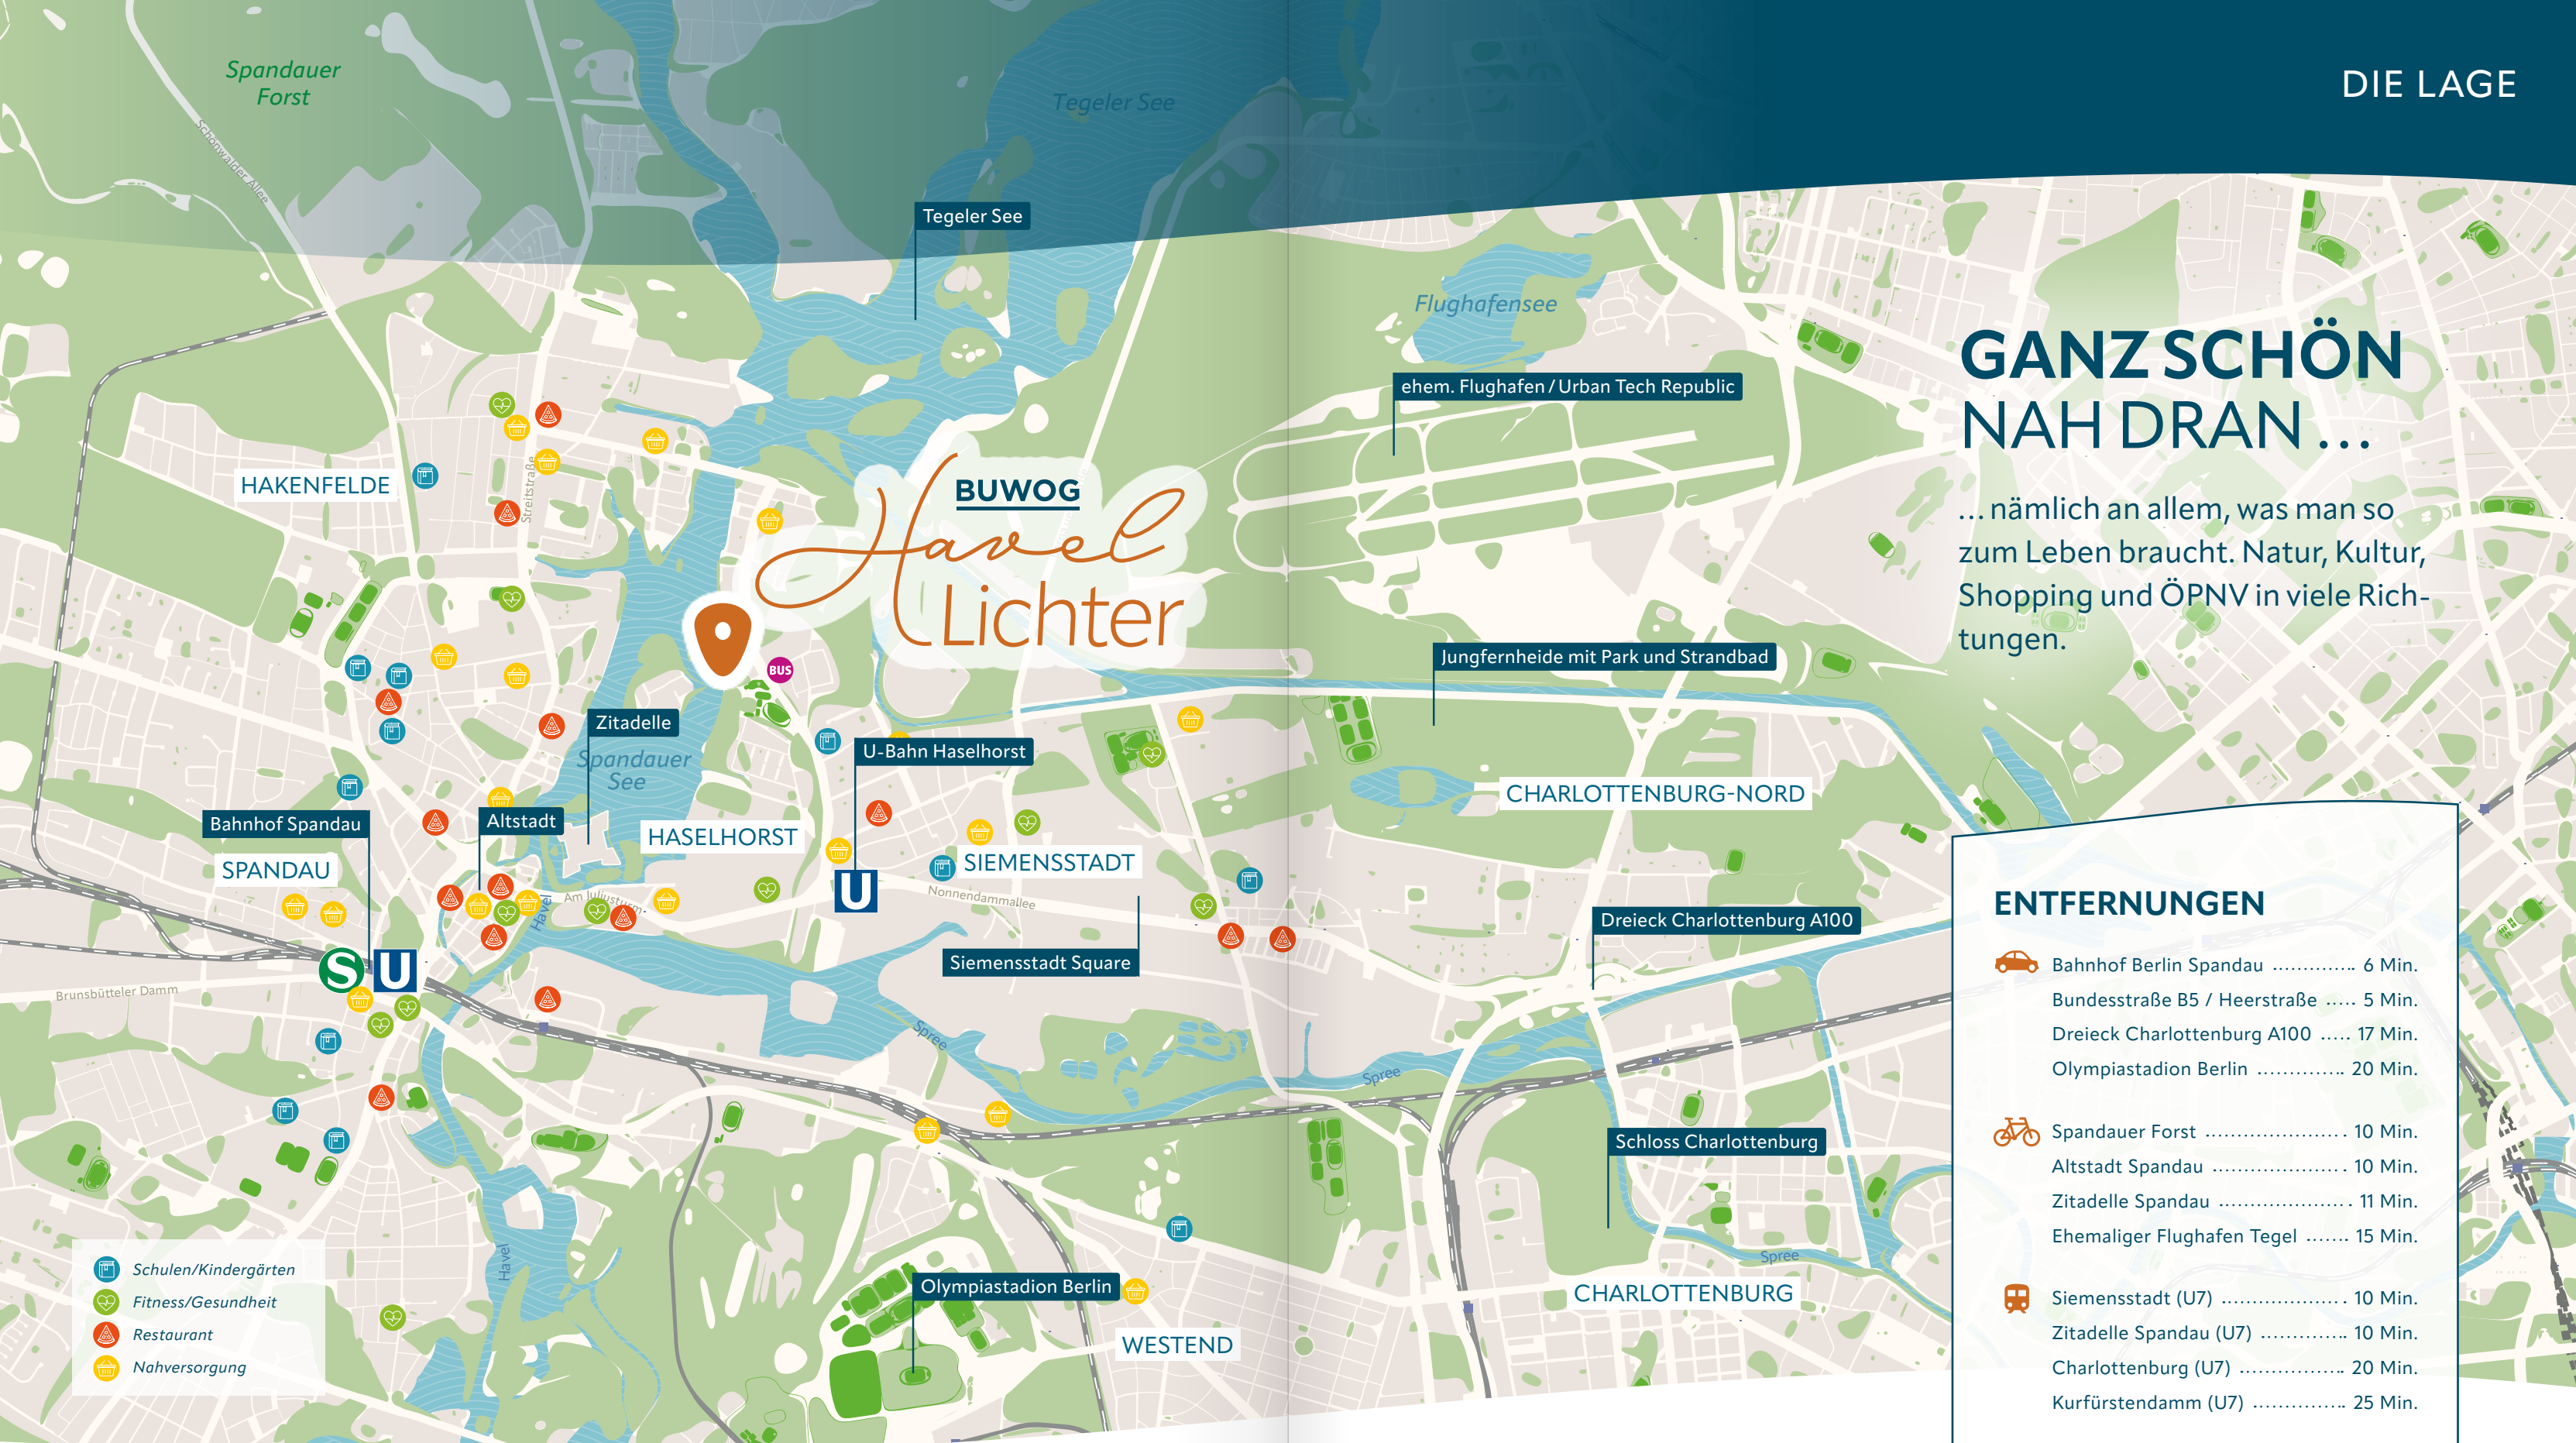 DIE LAGE
Spandauer
Forst
Schönwalder Allee
Tegeler See
Tegeler See
Flughafensee
ehem. Flughafen / Urban Tech Republic
GANZ SCHÖN
NAH DRAN ...
... nämlich an allem, was man so
zum Leben braucht. Natur, Kultur,
Shopping und ÖPNV in viele Rich-
tungen.
HAKENFELDE
Streitstraße
BUWOG
Havel
Lichter
BUS
Jungfernheide mit Park und Strandbad
Zitadelle
Spandauer
See
U-Bahn Haselhorst
CHARLOTTENBURG-NORD
Bahnhof Spandau
Altstadt
HASELHORST
SPANDAU
SIEMENSSTADT
U
Nonnendammallee
Am Juliusturm
Havel
Dreieck Charlottenburg A100
Siemensstadt Square
S
U
Brunsbütteler Damm
Spree
Spree
Schloss Charlottenburg
Spree
Havel
Olympiastadion Berlin
CHARLOTTENBURG
WESTEND
Schulen/Kindergärten
Fitness/Gesundheit
Restaurant
Nahversorgung
ENTFERNUNGEN
Bahnhof Berlin Spandau .............. 6 Min.
Bundesstraße B5 / Heerstraße ..... 5 Min.
Dreieck Charlottenburg A100 ..... 17 Min.
Olympiastadion Berlin .............. 20 Min.
Spandauer Forst ....................... 10 Min.
Altstadt Spandau ...................... 10 Min.
Zitadelle Spandau ..................... 11 Min.
Ehemaliger Flughafen Tegel ....... 15 Min.
Siemensstadt (U7) ..................... 10 Min.
Zitadelle Spandau (U7) .............. 10 Min.
Charlottenburg (U7) ................. 20 Min.
Kurfürstendamm (U7) ............... 25 Min.